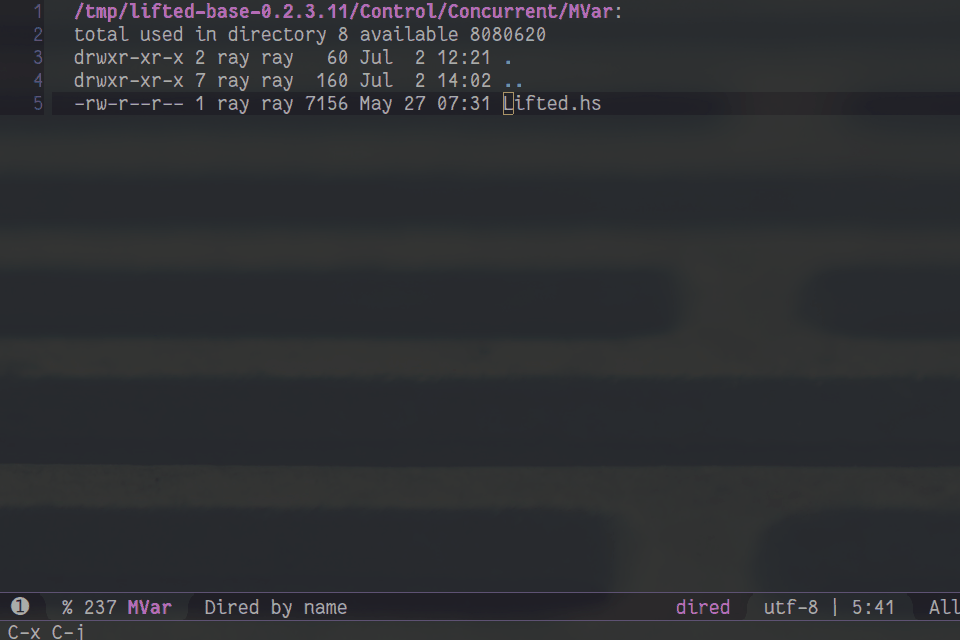 1 /tmp/lifted-base-0.2.3.11/Control/Concurrent/MVar:
2 total used in directory 8 available 8080620
3 drwxr-xr-x 2 ray ray   60 Jul  2 12:21 .
4 drwxr-xr-x 7 ray ray  160 Jul  2 14:02 ..
5 -rw-r--r-- 1 ray ray 7156 May 27 07:31 Lifted.hs
❶ % 237 MVar Dired by name dired utf-8 | 5:41 All
C-x C-j